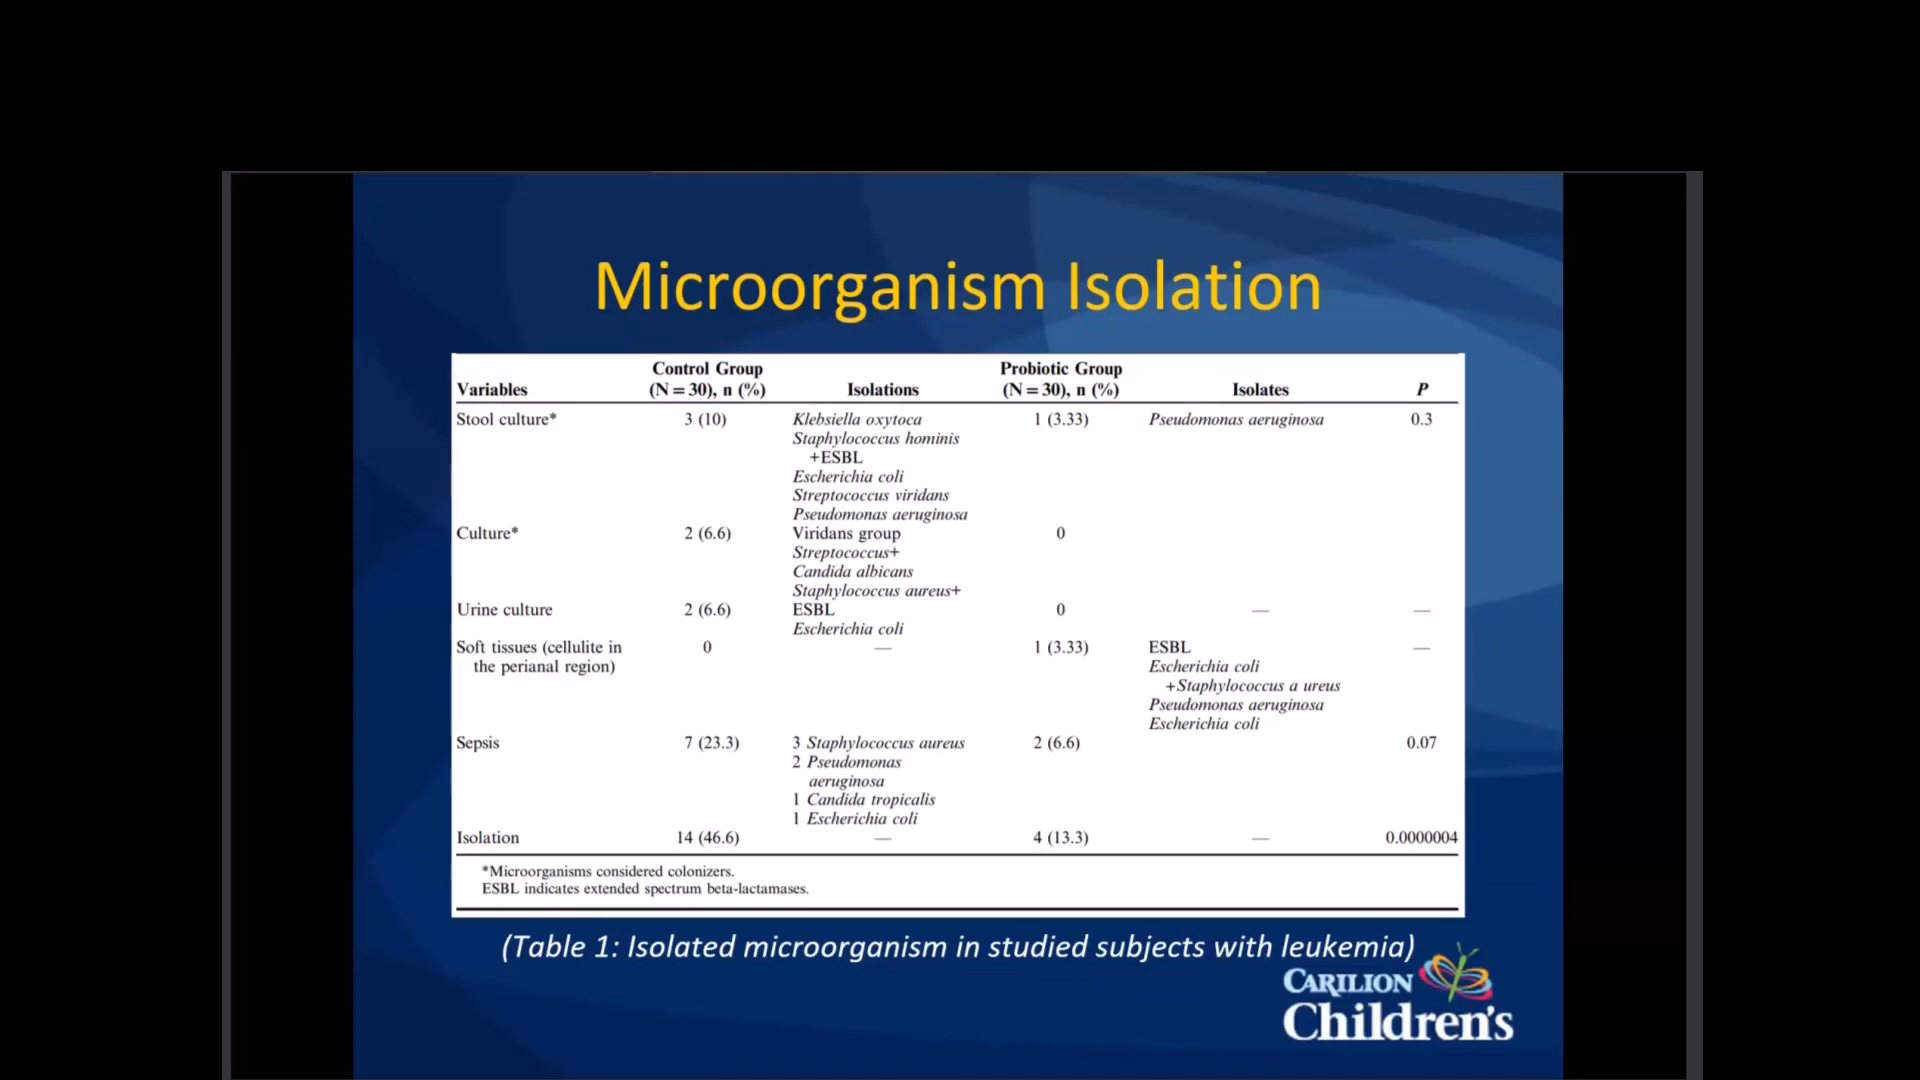 Microorganism Isolation
Control Group Probiotic Group
Variables (N = 30), n (%) Isolations (N = 30), n (%) Isolates P
Stool culture* 3 (10) Klebsiella oxytoca 1 (3.33) Pseudomonas aeruginosa 0.3
Staphylococcus hominis
+ESBL
Escherichia coli
Streptococcus viridans
Pseudomonas aeruginosa
Culture* 2 (6.6) Viridans group 0
Streptococcus+
Candida albicans
Staphylococcus aureus+
Urine culture 2 (6.6) ESBL 0 — —
Escherichia coli
Soft tissues (cellulite in 0 — 1 (3.33) ESBL —
the perianal region) Escherichia coli
+Staphylococcus a ureus
Pseudomonas aeruginosa
Escherichia coli
Sepsis 7 (23.3) 3 Staphylococcus aureus 2 (6.6) 0.07
2 Pseudomonas
aeruginosa
1 Candida tropicalis
1 Escherichia coli
Isolation 14 (46.6) — 4 (13.3) — 0.0000004
*Microorganisms considered colonizers.
ESBL indicates extended spectrum beta-lactamases.
(Table 1: Isolated microorganism in studied subjects with leukemia)
CARILION
Children's